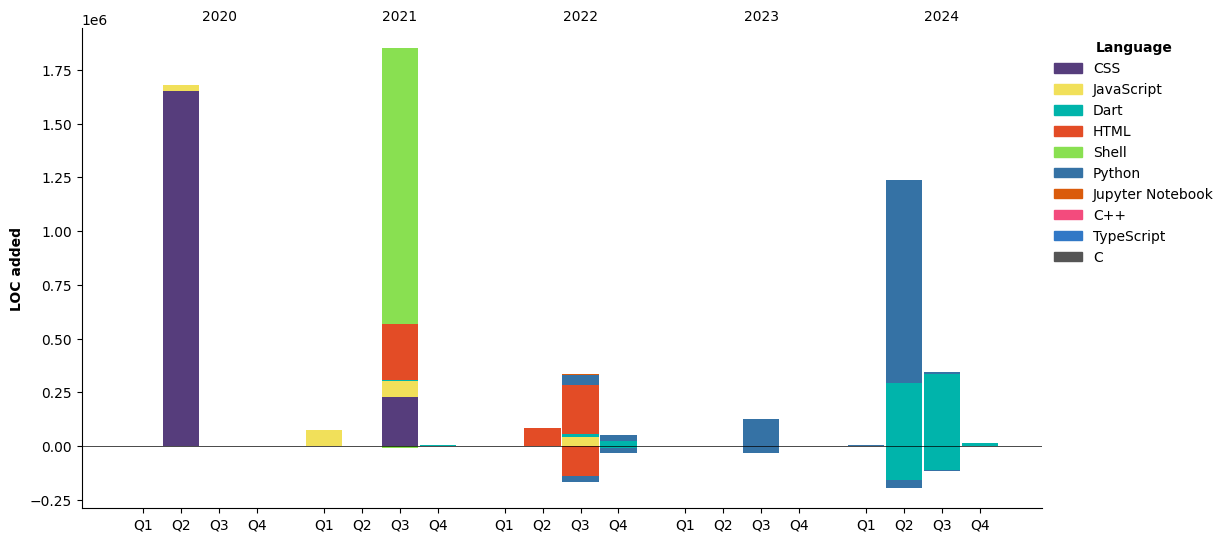 1e6
2020 2021 2022 2023 2024
1.75
1.50
1.25
1.00
0.75
0.50
0.25
0.00
−0.25
LOC added
Q1 Q2 Q3 Q4 Q1 Q2 Q3 Q4 Q1 Q2 Q3 Q4 Q1 Q2 Q3 Q4 Q1 Q2 Q3 Q4
Language
CSS
JavaScript
Dart
HTML
Shell
Python
Jupyter Notebook
C++
TypeScript
C